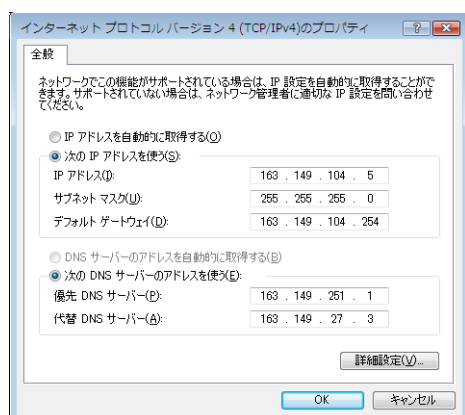 インターネット プロトコル バージョン 4 (TCP/IPv4)のプロパティ
全般
ネットワークでこの機能がサポートされている場合は、IP 設定を自動的に取得することがで
きます。サポートされていない場合は、ネットワーク管理者に適切な IP 設定を問い合わせ
てください。
IP アドレスを自動的に取得する(O)
次の IP アドレスを使う(S):
IP アドレス(I): 163 . 149 . 104 . 5
サブネット マスク(U): 255 . 255 . 255 . 0
デフォルト ゲートウェイ(D): 163 . 149 . 104 . 254
DNS サーバーのアドレスを自動的に取得する(B)
次の DNS サーバーのアドレスを使う(E):
優先 DNS サーバー(P): 163 . 149 . 251 . 1
代替 DNS サーバー(A): 163 . 149 . 27 . 3
詳細設定(V)...
OK キャンセル